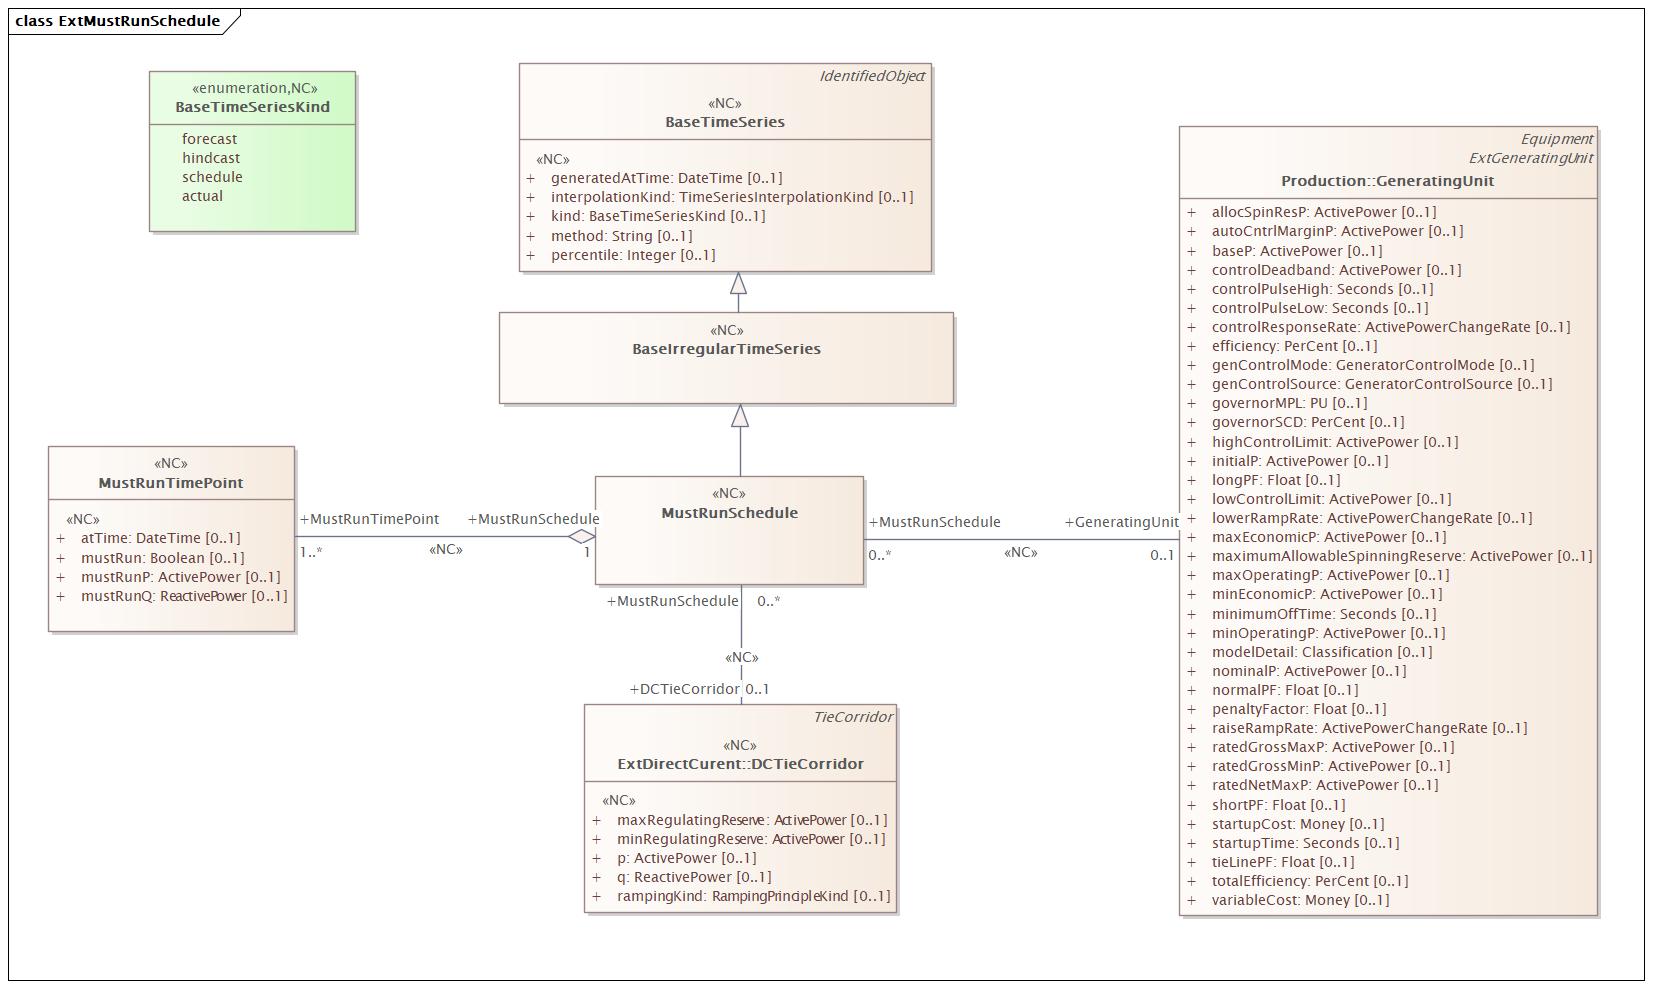 class ExtMustRunSchedule
«enumeration,NC»
BaseTimeSeriesKind
forecast
hindcast
schedule
actual
IdentifiedObject
«NC»
BaseTimeSeries
«NC»
+ generatedAtTime: DateTime [0..1]
+ interpolationKind: TimeSeriesInterpolationKind [0..1]
+ kind: BaseTimeSeriesKind [0..1]
+ method: String [0..1]
+ percentile: Integer [0..1]
«NC»
BaseIrregularTimeSeries
«NC»
MustRunTimePoint
«NC»
+ atTime: DateTime [0..1]
+ mustRun: Boolean [0..1]
+ mustRunP: ActivePower [0..1]
+ mustRunQ: ReactivePower [0..1]
+MustRunTimePoint
+MustRunSchedule
1..*
«NC»
1
«NC»
MustRunSchedule
+MustRunSchedule
+GeneratingUnit
0..*
«NC»
0..1
+MustRunSchedule
0..*
«NC»
+DCTieCorridor
0..1
TieCorridor
«NC»
ExtDirectCurent::DCTieCorridor
«NC»
+ maxRegulatingReserve: ActivePower [0..1]
+ minRegulatingReserve: ActivePower [0..1]
+ p: ActivePower [0..1]
+ q: ReactivePower [0..1]
+ rampingKind: RampingPrincipleKind [0..1]
Equipment
ExtGeneratingUnit
Production::GeneratingUnit
+ allocSpinResP: ActivePower [0..1]
+ autoCntrlMarginP: ActivePower [0..1]
+ baseP: ActivePower [0..1]
+ controlDeadband: ActivePower [0..1]
+ controlPulseHigh: Seconds [0..1]
+ controlPulseLow: Seconds [0..1]
+ controlResponseRate: ActivePowerChangeRate [0..1]
+ efficiency: PerCent [0..1]
+ genControlMode: GeneratorControlMode [0..1]
+ genControlSource: GeneratorControlSource [0..1]
+ governorMPL: PU [0..1]
+ governorSCD: PerCent [0..1]
+ highControlLimit: ActivePower [0..1]
+ initialP: ActivePower [0..1]
+ longPF: Float [0..1]
+ lowControlLimit: ActivePower [0..1]
+ lowerRampRate: ActivePowerChangeRate [0..1]
+ maxEconomicP: ActivePower [0..1]
+ maximumAllowableSpinningReserve: ActivePower [0..1]
+ maxOperatingP: ActivePower [0..1]
+ minEconomicP: ActivePower [0..1]
+ minimumOffTime: Seconds [0..1]
+ minOperatingP: ActivePower [0..1]
+ modelDetail: Classification [0..1]
+ nominalP: ActivePower [0..1]
+ normalPF: Float [0..1]
+ penaltyFactor: Float [0..1]
+ raiseRampRate: ActivePowerChangeRate [0..1]
+ ratedGrossMaxP: ActivePower [0..1]
+ ratedGrossMinP: ActivePower [0..1]
+ ratedNetMaxP: ActivePower [0..1]
+ shortPF: Float [0..1]
+ startupCost: Money [0..1]
+ startupTime: Seconds [0..1]
+ tieLinePF: Float [0..1]
+ totalEfficiency: PerCent [0..1]
+ variableCost: Money [0..1]